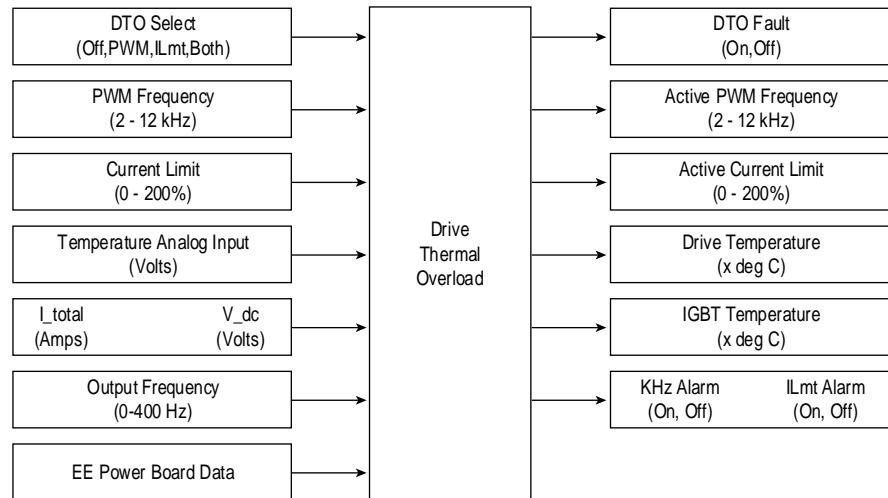 DTO Select
(Off,PWM,ILmt,Both)
PWM Frequency
(2 - 12 kHz)
Current Limit
(0 - 200%)
Temperature Analog Input
(Volts)
I_total V_dc
(Amps) (Volts)
Output Frequency
(0-400 Hz)
EE Power Board Data
Drive
Thermal
Overload
DTO Fault
(On,Off)
Active PWM Frequency
(2 - 12 kHz)
Active Current Limit
(0 - 200%)
Drive Temperature
(x deg C)
IGBT Temperature
(x deg C)
KHz Alarm ILmt Alarm
(On, Off) (On, Off)